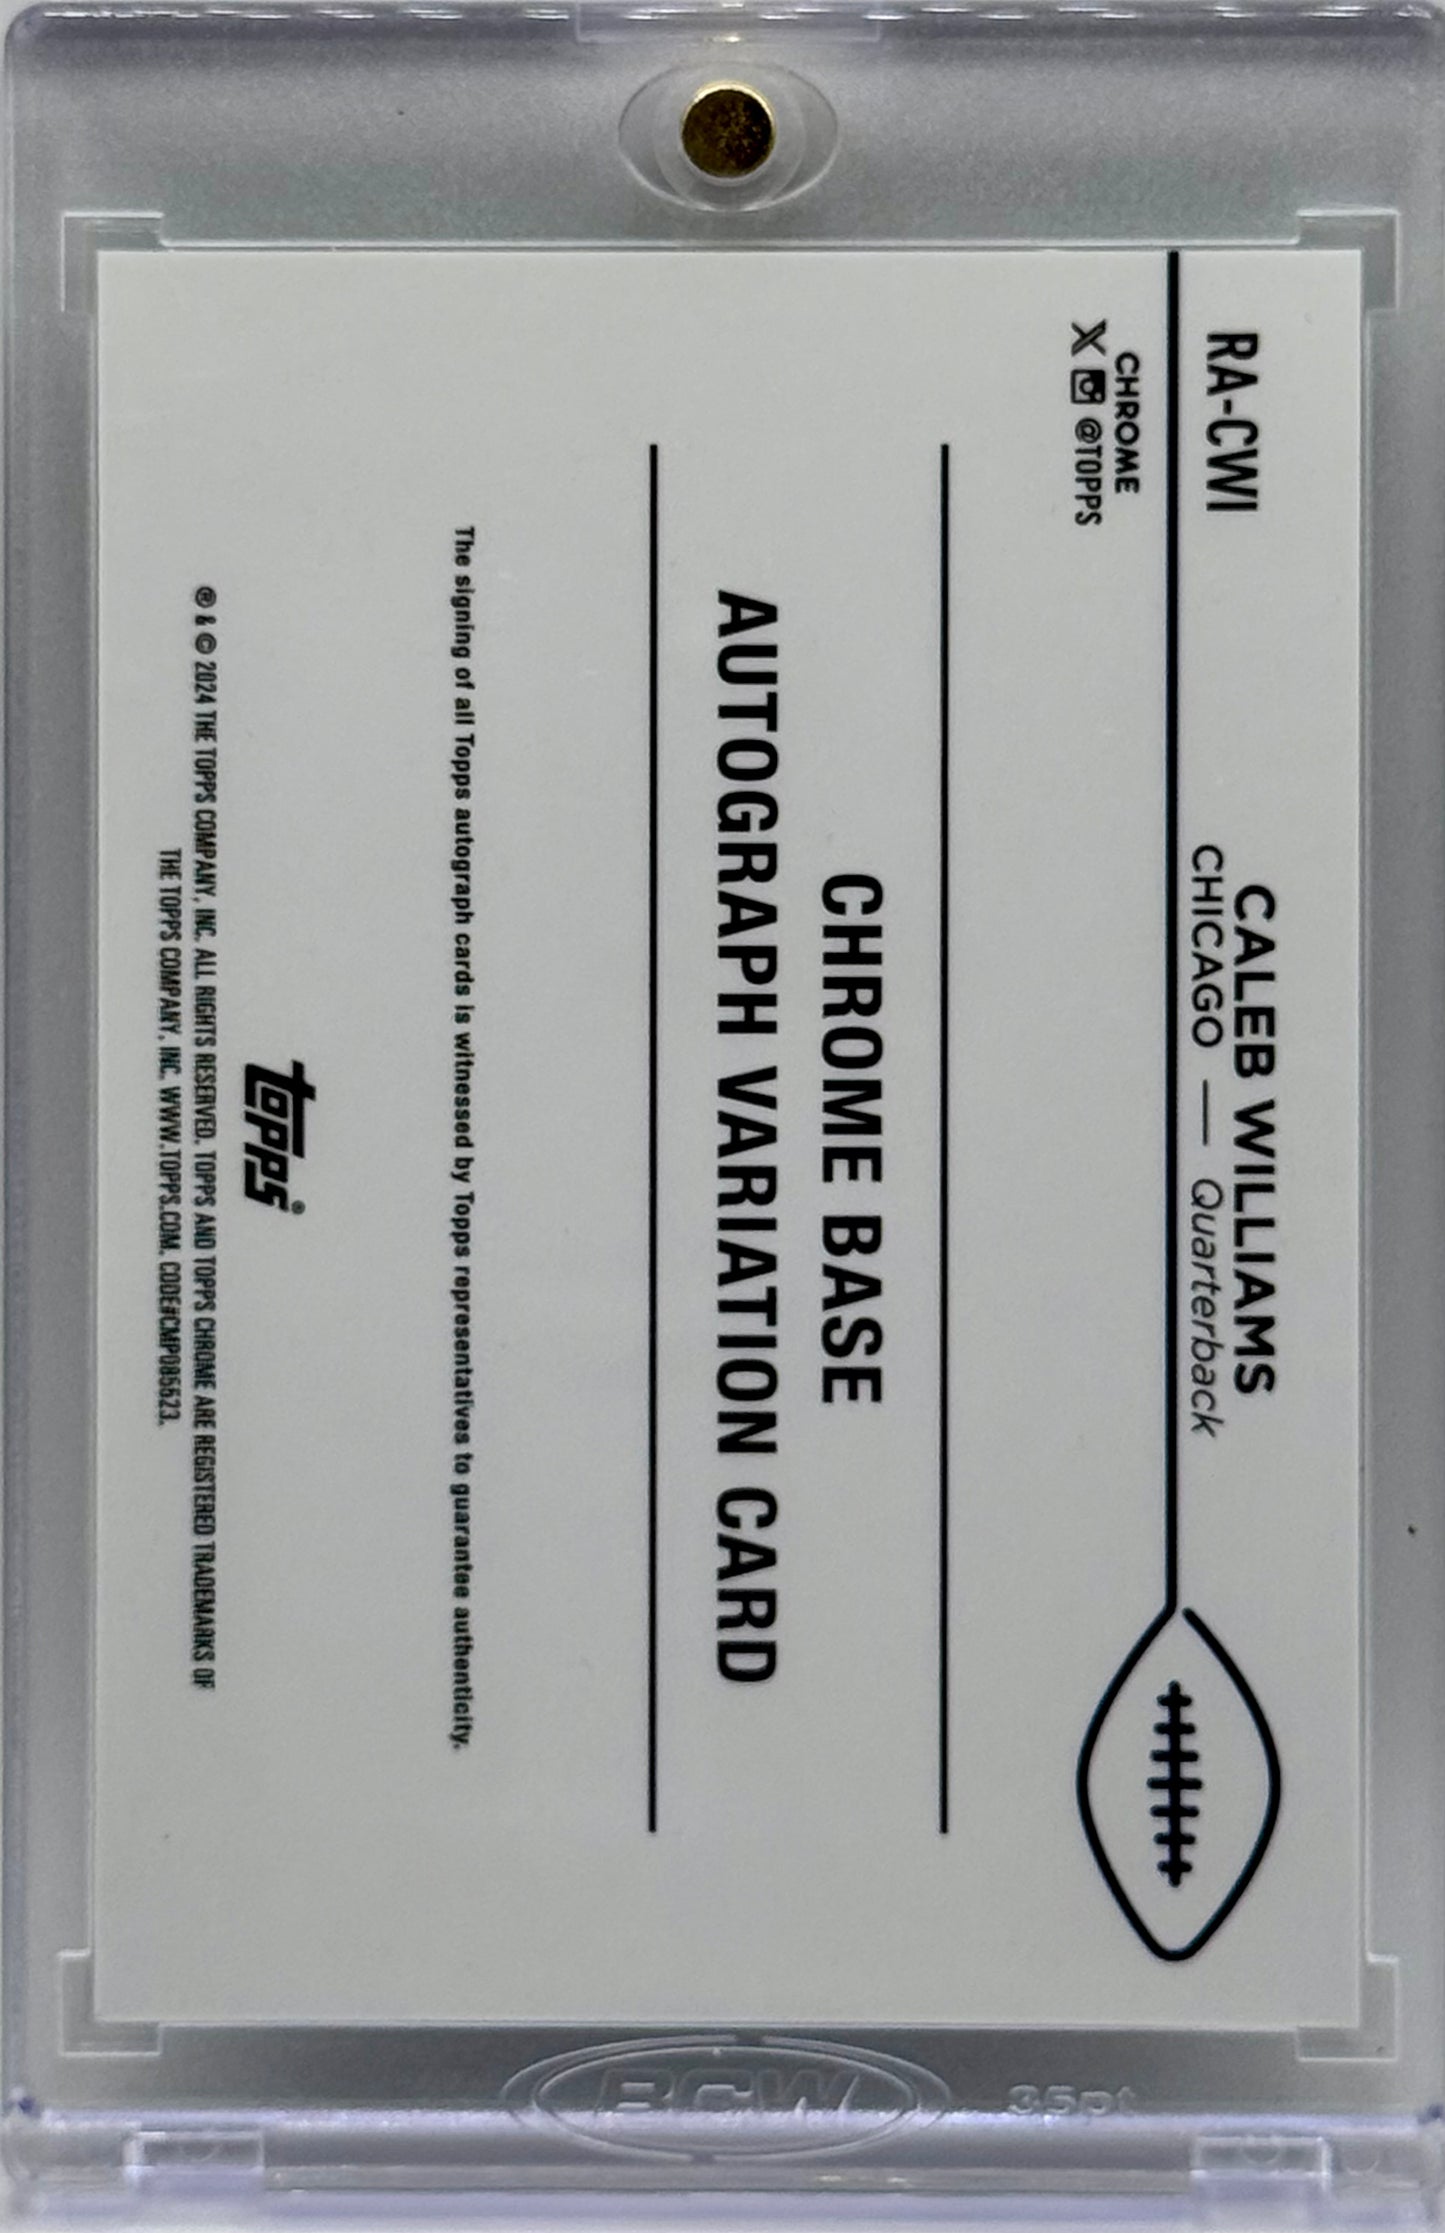 RA-CWI
CALEB WILLIAMS
CHICAGO — Quarterback
CHROME
X @TOPPS
CHROME BASE
AUTOGRAPH VARIATION CARD
The signing of all Topps autograph cards is witnessed by Topps representatives to guarantee authenticity.
topps®
® & © 2024 THE TOPPS COMPANY, INC. ALL RIGHTS RESERVED. TOPPS AND TOPPS CHROME ARE REGISTERED TRADEMARKS OF
THE TOPPS COMPANY, INC. WWW.TOPPS.COM. CODE#CMP085523.
BCW
35pt